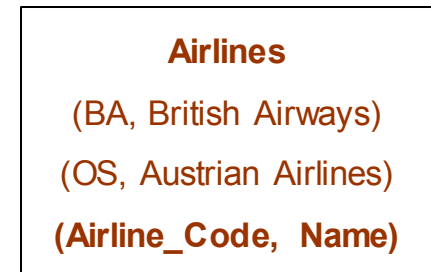 Airlines
(BA, British Airways)
(OS, Austrian Airlines)
(Airline_Code, Name)